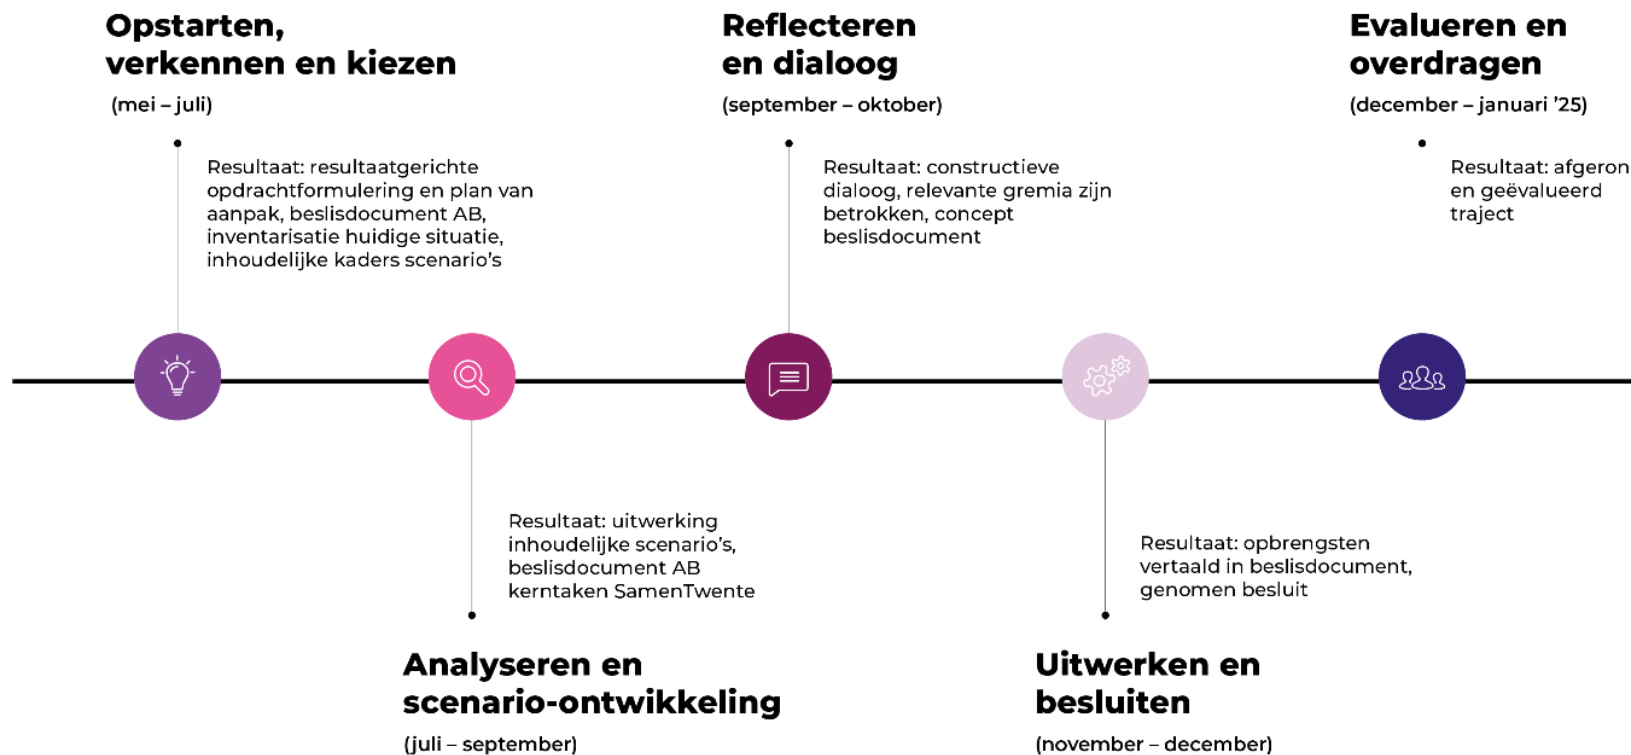 Opstarten,
verkennen en kiezen
(mei – juli)
Resultaat: resultaatgerichte
opdrachtformulering en plan van
aanpak, beslisdocument AB,
inventarisatie huidige situatie,
inhoudelijke kaders scenario’s
Resultaat: uitwerking
inhoudelijke scenario’s,
beslisdocument AB
kerntaken SamenTwente
Analyseren en
scenario-ontwikkeling
(juli – september)
Reflecteren
en dialoog
(september – oktober)
Resultaat: constructieve
dialoog, relevante gremia zijn
betrokken, concept
beslisdocument
Resultaat: opbrengsten
vertaald in beslisdocument,
genomen besluit
Uitwerken en
besluiten
(november – december)
Evalueren en
overdragen
(december – januari ’25)
Resultaat: afgeron
en geëvalueerd
traject